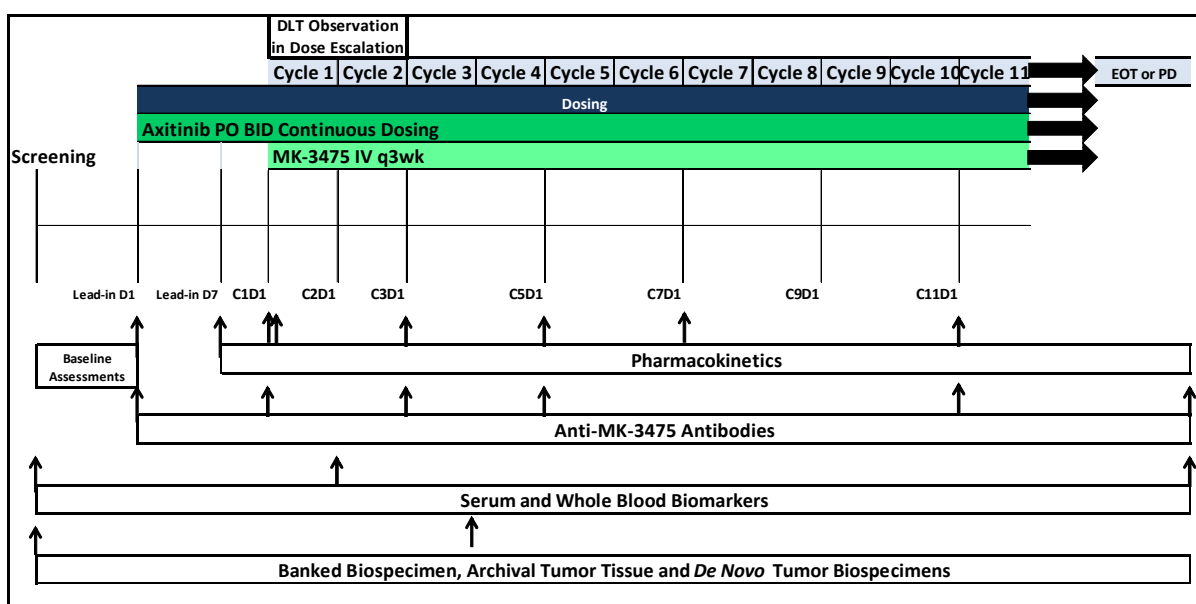 DLT Observation
in Dose Escalation
Cycle 1 Cycle 2 Cycle 3 Cycle 4 Cycle 5 Cycle 6 Cycle 7 Cycle 8 Cycle 9 Cycle 10 Cycle 11 EOT or PD
Dosing
Axitinib PO BID Continuous Dosing
Screening
MK-3475 IV q3wk
Lead-in D1 Lead-in D7 C1D1 C2D1 C3D1 C5D1 C7D1 C9D1 C11D1
Baseline
Assessments
Pharmacokinetics
Anti-MK-3475 Antibodies
Serum and Whole Blood Biomarkers
Banked Biospecimen, Archival Tumor Tissue and De Novo Tumor Biospecimens